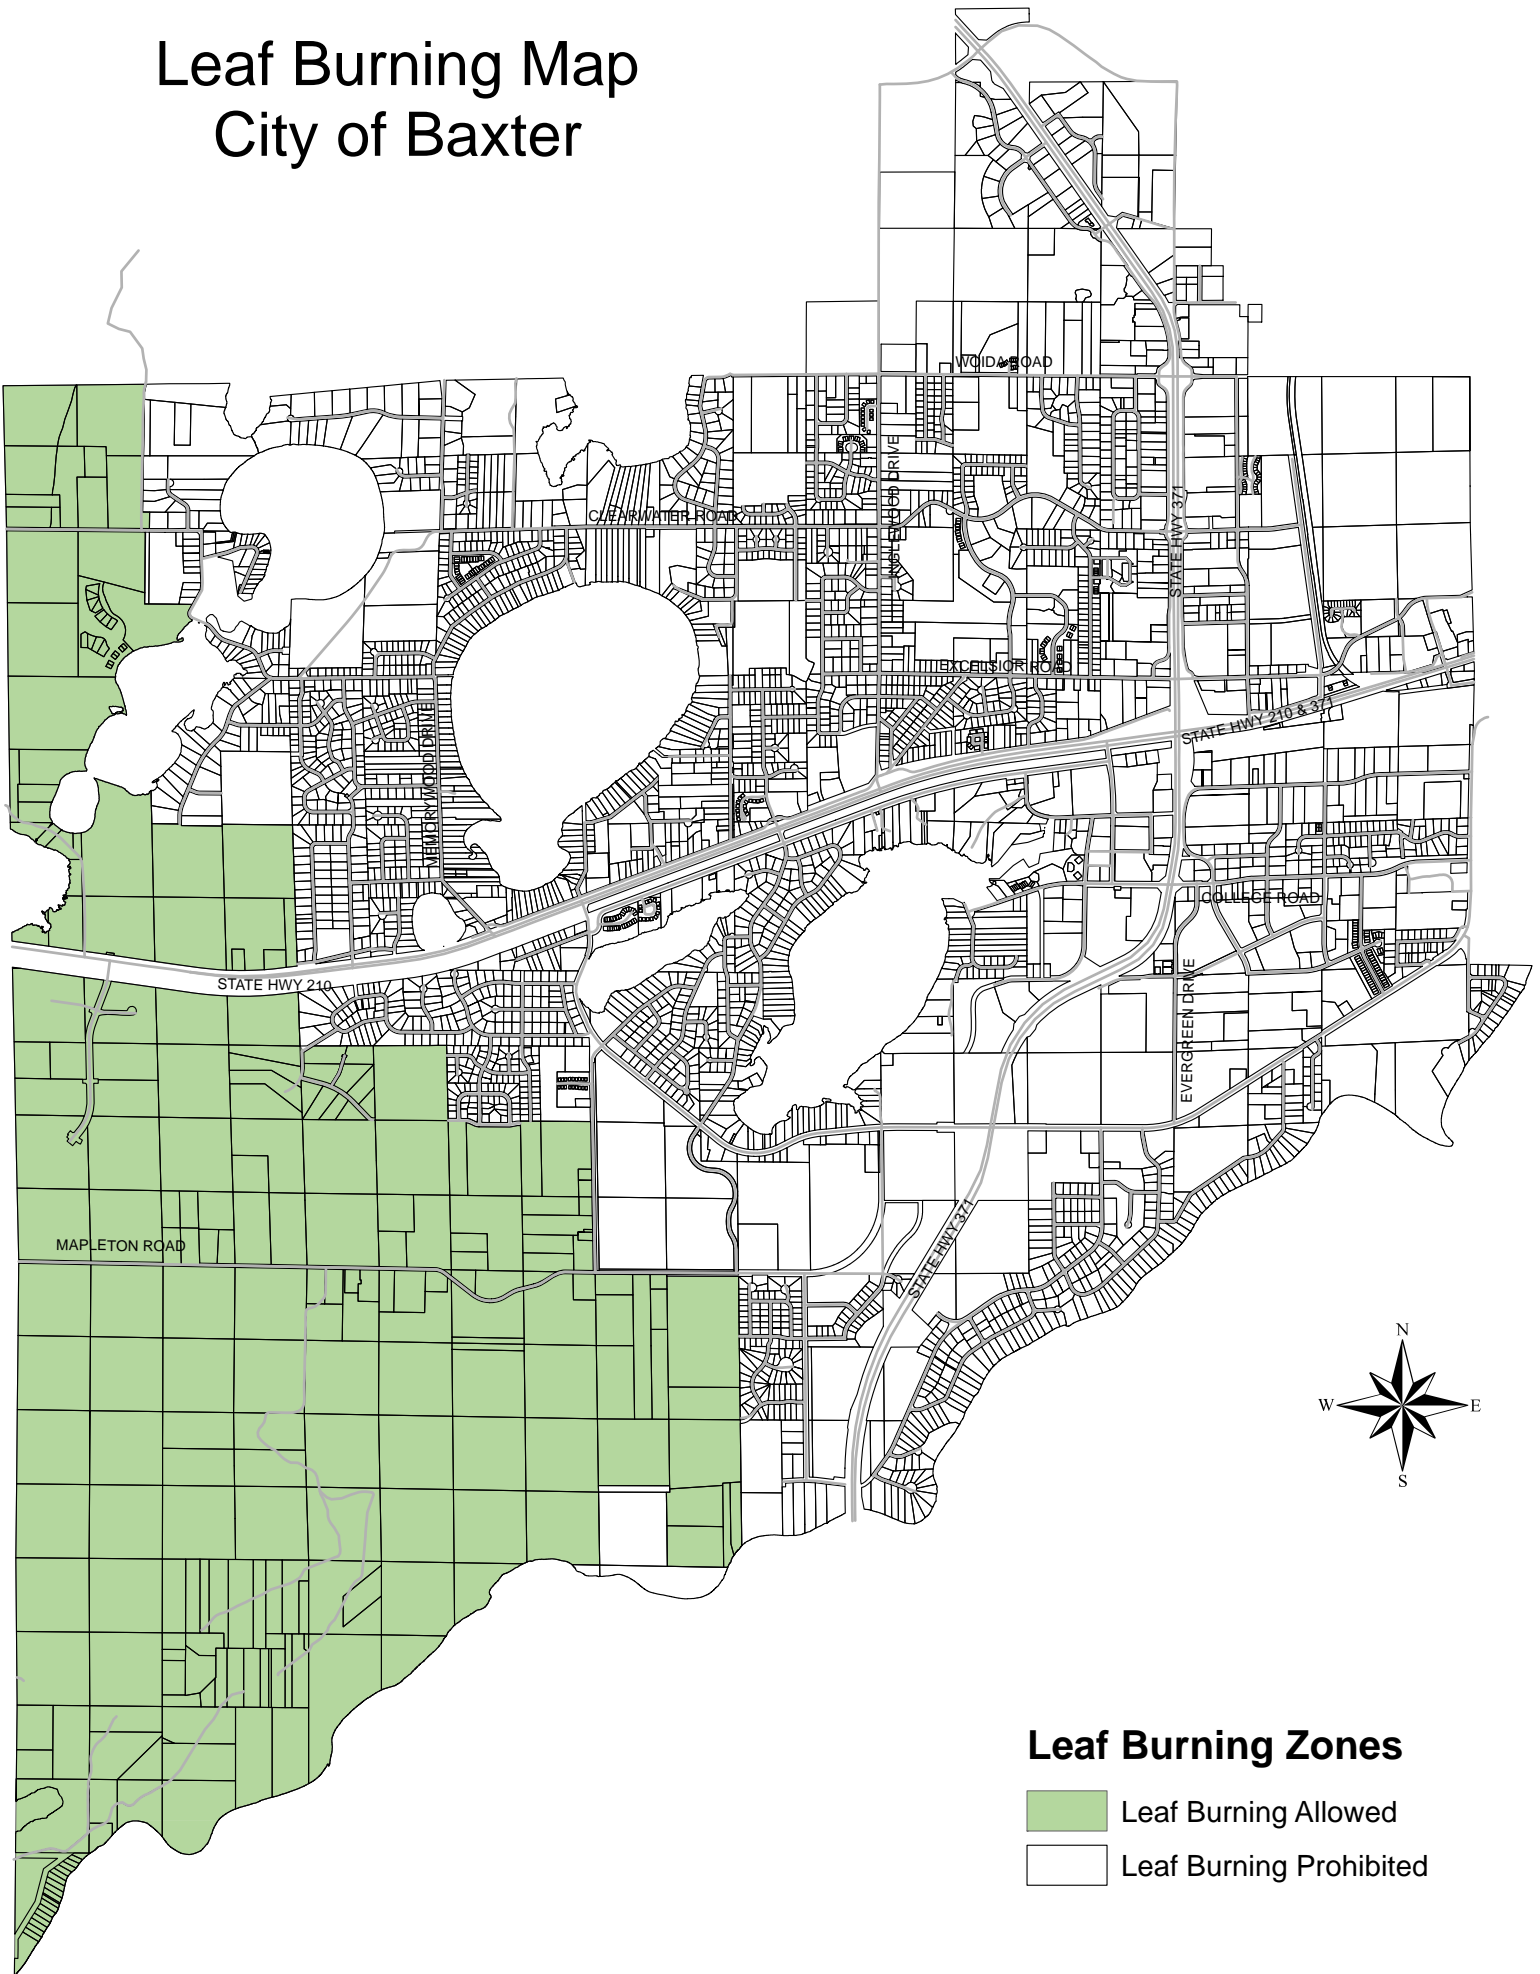 Leaf Burning Map
City of Baxter
WOIDA ROAD
INGLEWOOD DRIVE
CLEARWATER ROAD
STATE HWY 371
EXCELSIOR ROAD
MEMORYWOOD DRIVE
STATE HWY 210 & 371
COLLEGE ROAD
STATE HWY 210
EVERGREEN DRIVE
MAPLETON ROAD
STATE HWY 371
N
W
E
S
Leaf Burning Zones
Leaf Burning Allowed
Leaf Burning Prohibited